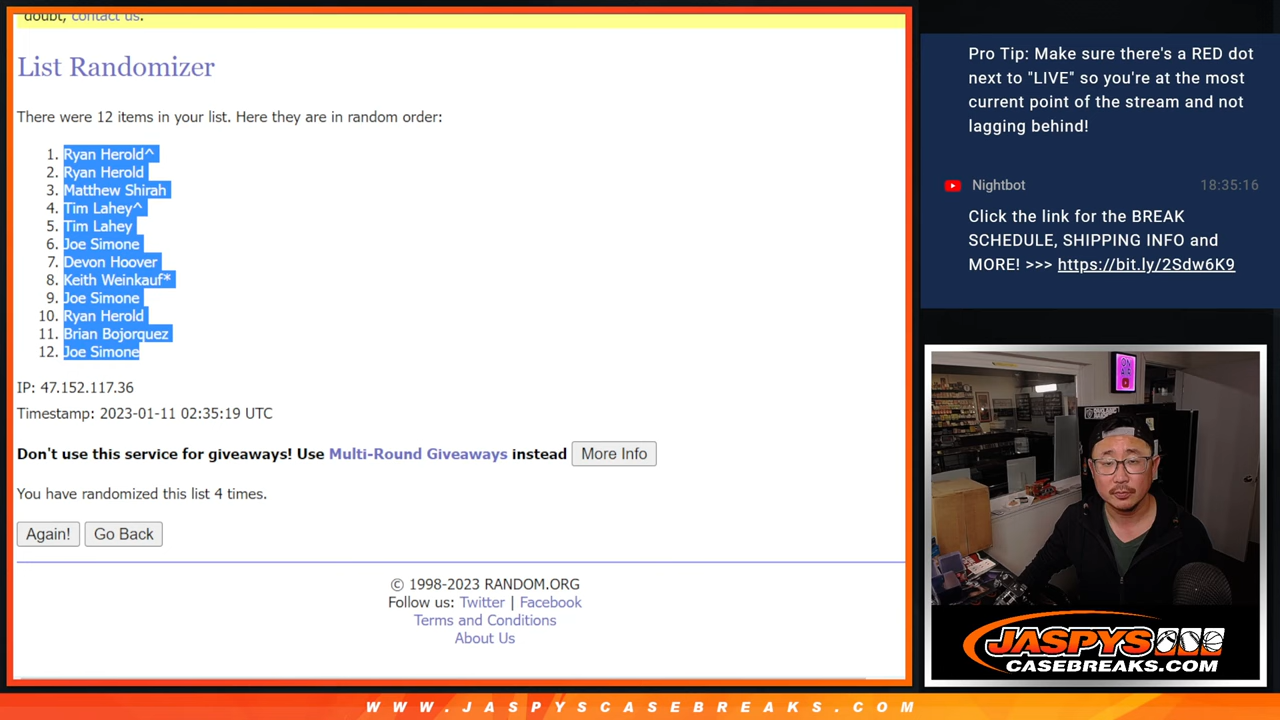 doubt, contact us.
List Randomizer
There were 12 items in your list. Here they are in random order:
1. Ryan Herold^
2. Ryan Herold
3. Matthew Shirah
4. Tim Lahey^
5. Tim Lahey
6. Joe Simone
7. Devon Hoover
8. Keith Weinkauf*
9. Joe Simone
10. Ryan Herold
11. Brian Bojorquez
12. Joe Simone
IP: 47.152.117.36
Timestamp: 2023-01-11 02:35:19 UTC
Don't use this service for giveaways! Use Multi-Round Giveaways instead More Info
You have randomized this list 4 times.
Again! Go Back
© 1998-2023 RANDOM.ORG
Follow us: Twitter | Facebook
Terms and Conditions
About Us
Pro Tip: Make sure there's a RED dot
next to "LIVE" so you're at the most
current point of the stream and not
lagging behind!
Nightbot 18:35:16
Click the link for the BREAK
SCHEDULE, SHIPPING INFO and
MORE! >>> https://bit.ly/2Sdw6K9
ON
AIR
JASPYS
CASEBREAKS.COM
WWW.JASPYSCASEBREAKS.COM